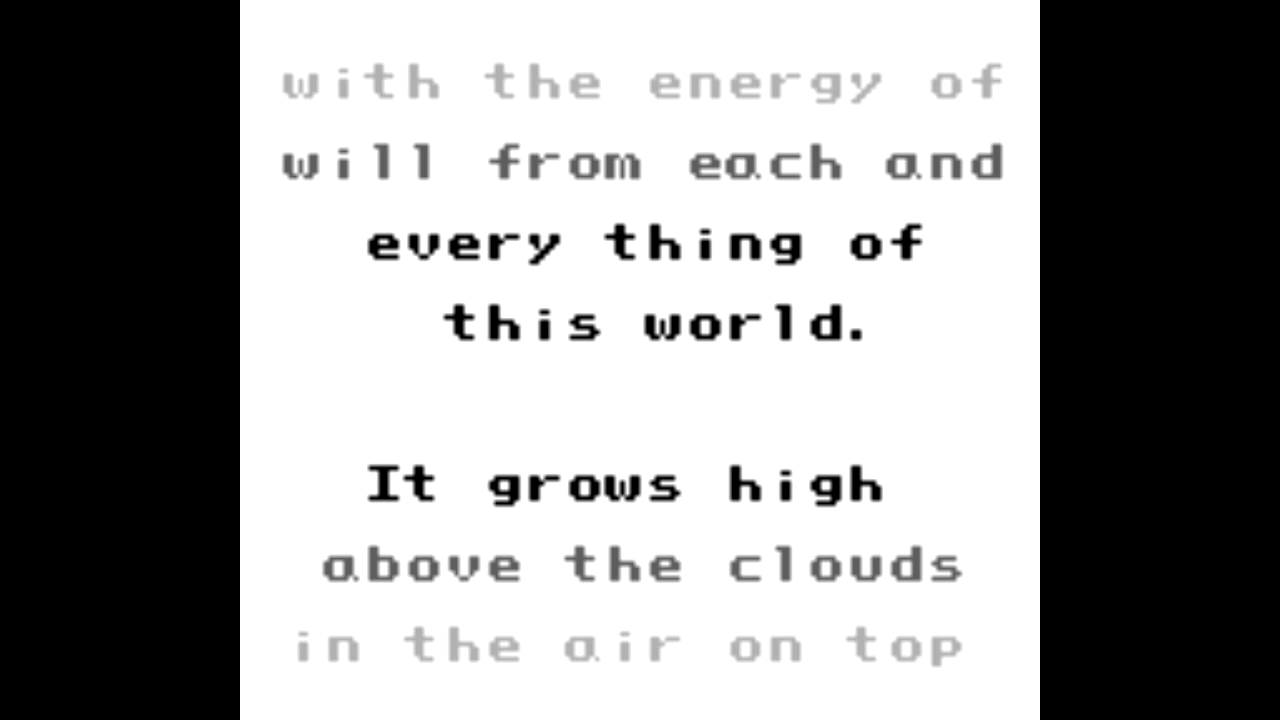 with the energy of
will from each and
every thing of
this world.
It grows high
above the clouds
in the air on top